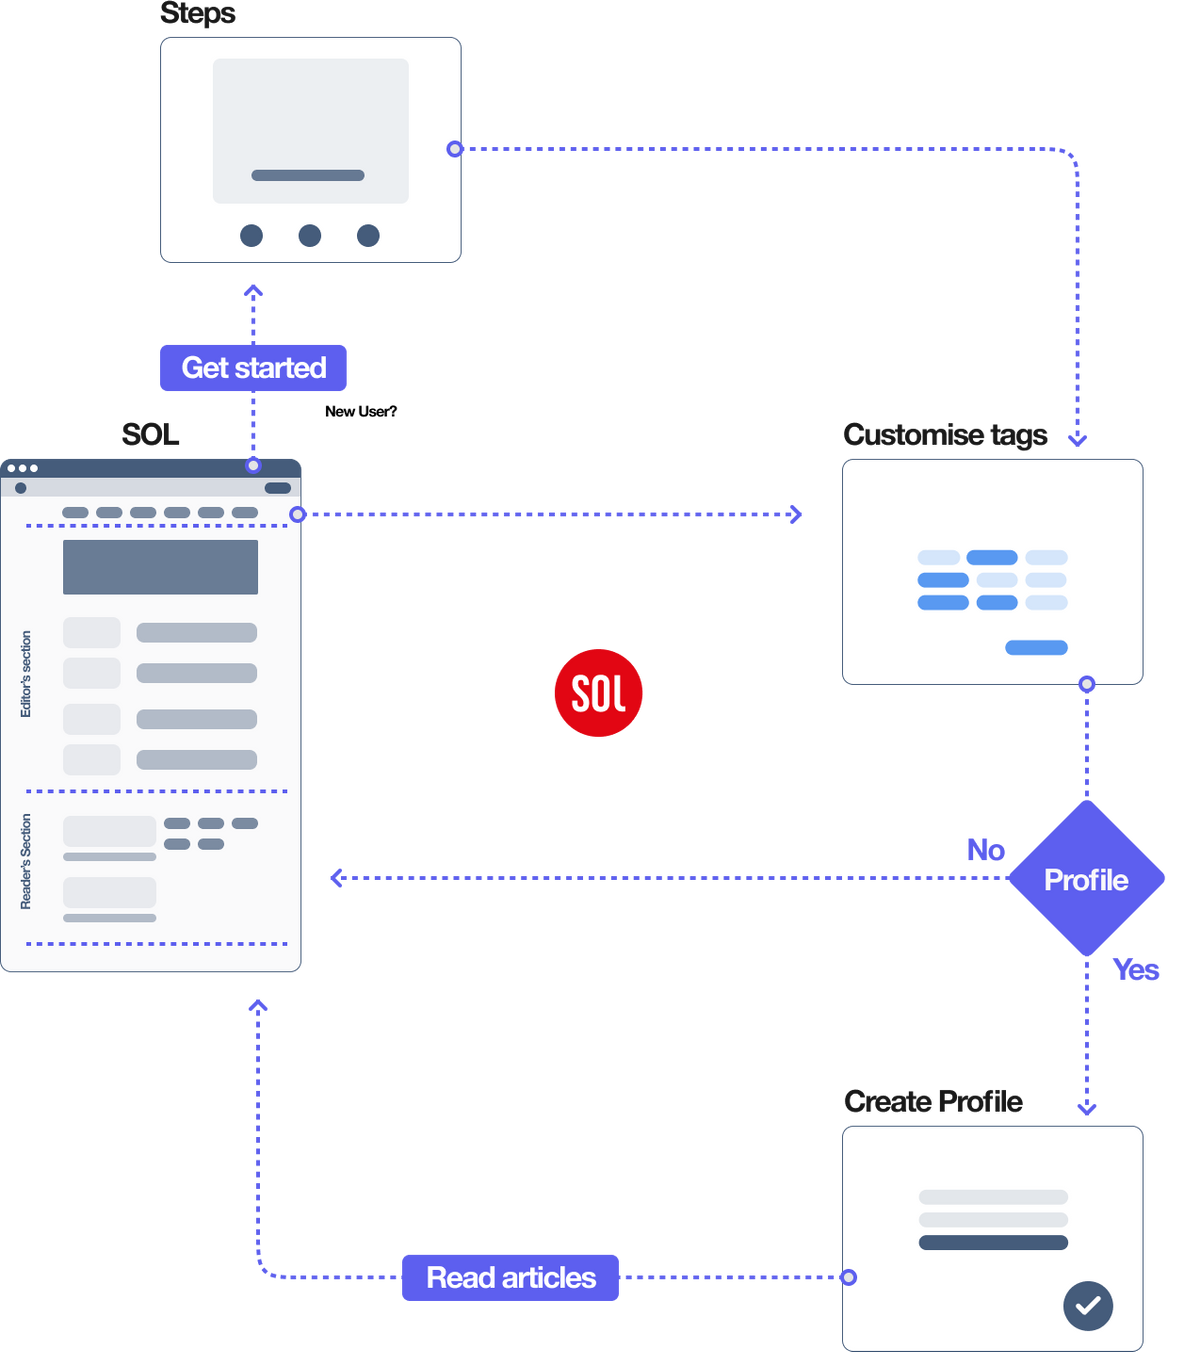 Steps
Get started
New User?
SOL
Customise tags
Editor's section
SOL
Reader's Section
No
Profile
Yes
Create Profile
Read articles